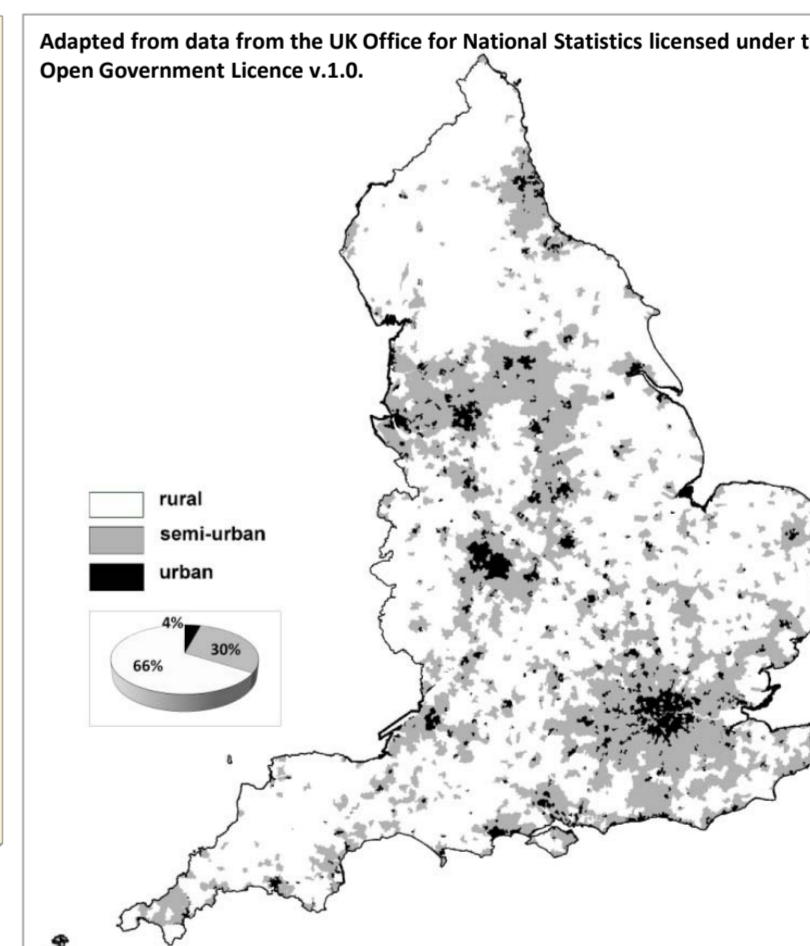 Adapted from data from the UK Office for National Statistics licensed under t
Open Government Licence v.1.0.
rural
semi-urban
urban
4%
30%
66%